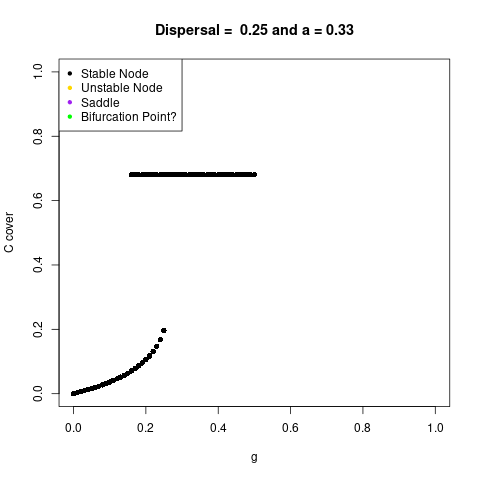 Dispersal =  0.25 and a = 0.33
Stable Node
Unstable Node
Saddle
Bifurcation Point?
C cover
1.0
0.8
0.6
0.4
0.2
0.0
0.0 0.2 0.4 0.6 0.8 1.0
g